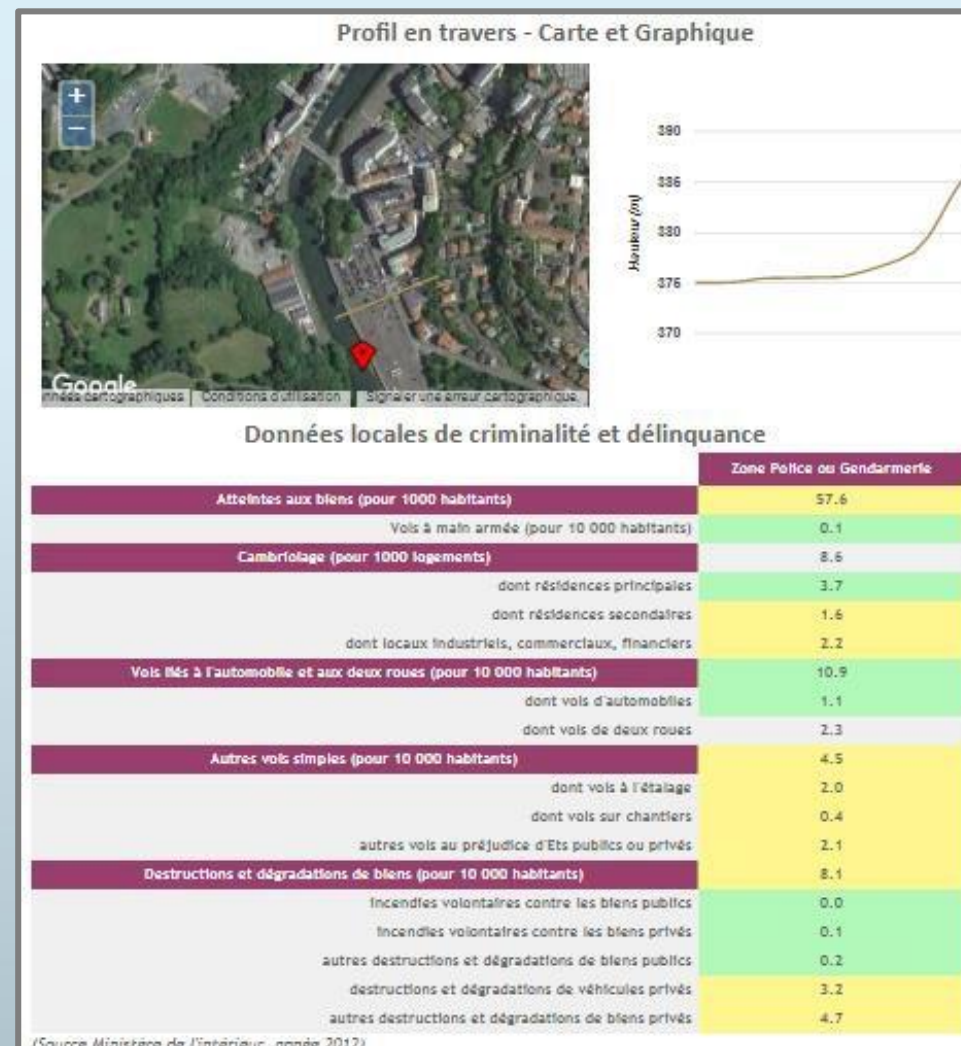 Profil en travers - Carte et Graphique
+
−
Google
nnées cartographiques
Conditions d'utilisation
Signaler une erreur cartographique
Hauteur (m)
390
385
380
375
370
Données locales de criminalité et délinquance
Zone Police ou Gendarmerie
Atteintes aux biens (pour 1000 habitants) 57.6
Vols à main armée (pour 10 000 habitants) 0.1
Cambriolage (pour 1000 logements) 8.6
dont résidences principales 3.7
dont résidences secondaires 1.6
dont locaux industriels, commerciaux, financiers 2.2
Vols liés à l'automobile et aux deux roues (pour 10 000 habitants) 10.9
dont vols d'automobiles 1.1
dont vols de deux roues 2.3
Autres vols simples (pour 10 000 habitants) 4.5
dont vols à l'étalage 2.0
dont vols sur chantiers 0.4
autres vols au préjudice d'Ets publics ou privés 2.1
Destructions et dégradations de biens (pour 10 000 habitants) 8.1
incendies volontaires contre les biens publics 0.0
incendies volontaires contre les biens privés 0.1
autres destructions et dégradations de biens publics 0.2
destructions et dégradations de véhicules privés 3.2
autres destructions et dégradations de biens privés 4.7
(Source Ministère de l'intérieur, année 2012)